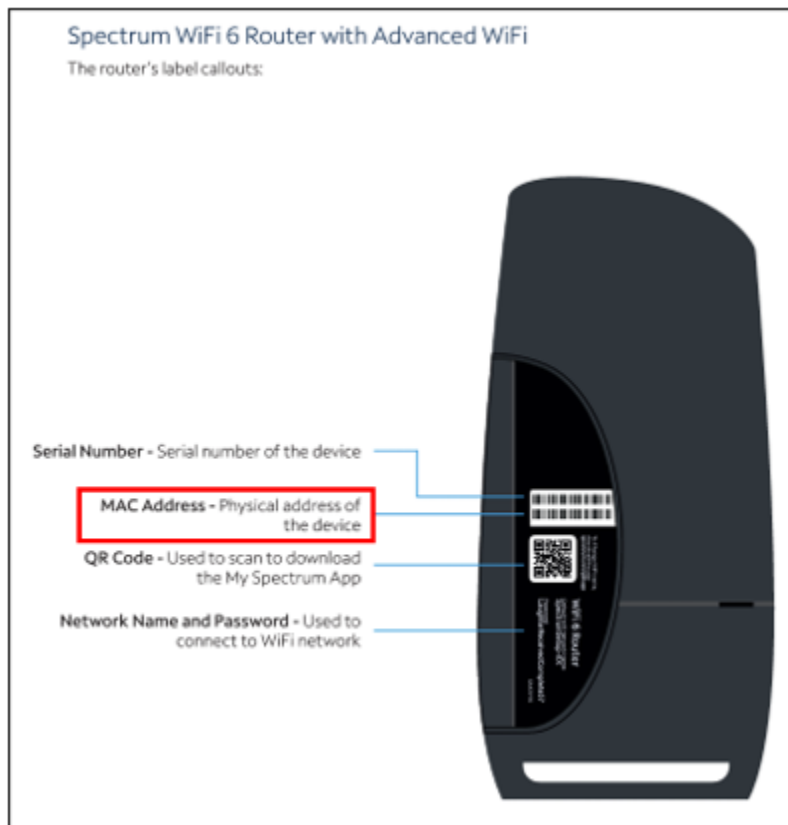 Spectrum WiFi 6 Router with Advanced WiFi
The router's label callouts:
Serial Number - Serial number of the device
MAC Address - Physical address of
the device
QR Code - Used to scan to download
the My Spectrum App
Network Name and Password - Used to
connect to WiFi network
WiFi 6 Router